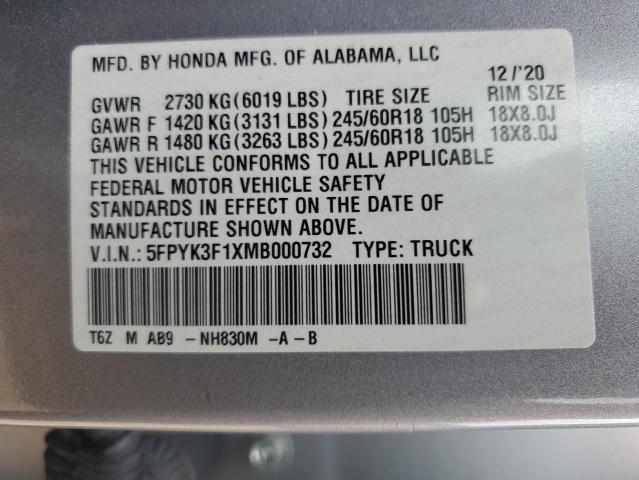 MFD. BY HONDA MFG. OF ALABAMA, LLC
12/'20
GVWR 2730 KG(6019 LBS) TIRE SIZE RIM SIZE
GAWR F 1420 KG(3131 LBS) 245/60R18 105H 18X8.0J
GAWR R 1480 KG(3263 LBS) 245/60R18 105H 18X8.0J
THIS VEHICLE CONFORMS TO ALL APPLICABLE
FEDERAL MOTOR VEHICLE SAFETY
STANDARDS IN EFFECT ON THE DATE OF
MANUFACTURE SHOWN ABOVE.
V.I.N.: 5FPYK3F1XMB000732 TYPE: TRUCK
T6Z M AB9 -NH830M -A-B